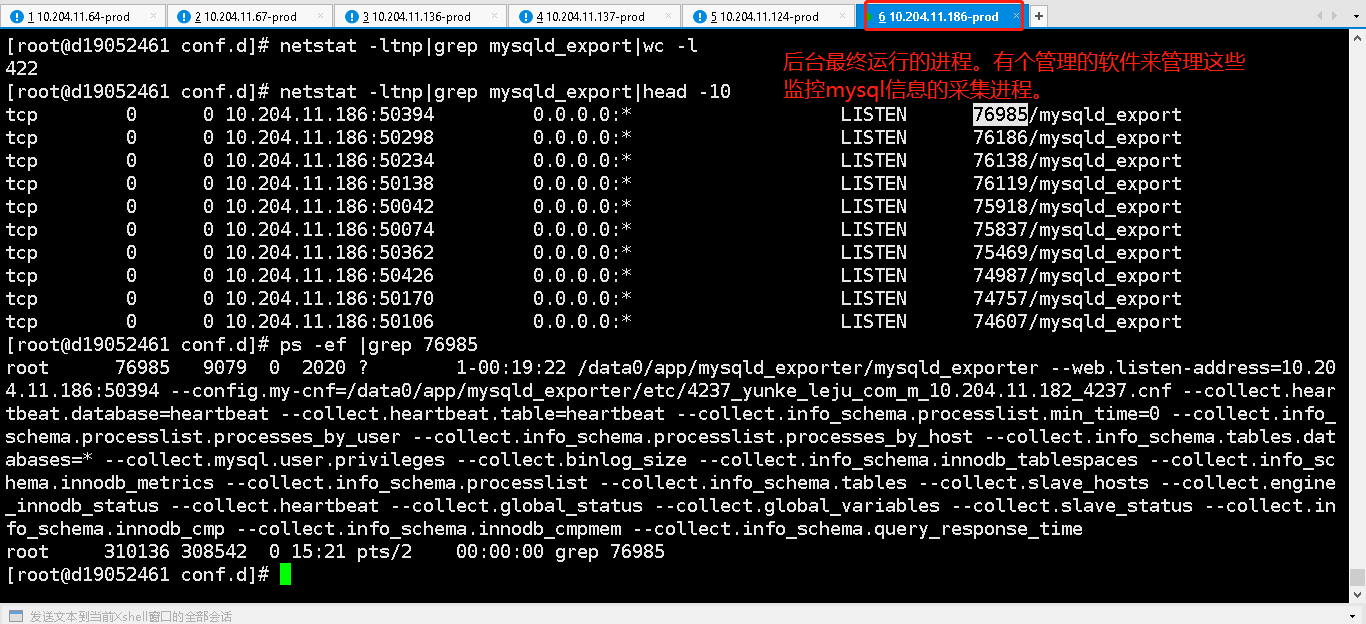 1 10.204.11.64-prod × 2 10.204.11.67-prod × 3 10.204.11.136-prod × 4 10.204.11.137-prod × 5 10.204.11.124-prod × 6 10.204.11.186-prod × +
[root@d19052461 conf.d]# netstat -ltnp|grep mysqld_export|wc -l
后台最终运行的进程。有个管理的软件来管理这些
422
监控mysql信息的采集进程。
[root@d19052461 conf.d]# netstat -ltnp|grep mysqld_export|head -10
tcp 0 0 10.204.11.186:50394 0.0.0.0:* LISTEN 76985/mysqld_export
tcp 0 0 10.204.11.186:50298 0.0.0.0:* LISTEN 76186/mysqld_export
tcp 0 0 10.204.11.186:50234 0.0.0.0:* LISTEN 76138/mysqld_export
tcp 0 0 10.204.11.186:50138 0.0.0.0:* LISTEN 76119/mysqld_export
tcp 0 0 10.204.11.186:50042 0.0.0.0:* LISTEN 75918/mysqld_export
tcp 0 0 10.204.11.186:50074 0.0.0.0:* LISTEN 75837/mysqld_export
tcp 0 0 10.204.11.186:50362 0.0.0.0:* LISTEN 75469/mysqld_export
tcp 0 0 10.204.11.186:50426 0.0.0.0:* LISTEN 74987/mysqld_export
tcp 0 0 10.204.11.186:50170 0.0.0.0:* LISTEN 74757/mysqld_export
tcp 0 0 10.204.11.186:50106 0.0.0.0:* LISTEN 74607/mysqld_export
[root@d19052461 conf.d]# ps -ef |grep 76985
root 76985 9079 0 2020 ? 1-00:19:22 /data0/app/mysqld_exporter/mysqld_exporter --web.listen-address=10.20
4.11.186:50394 --config.my-cnf=/data0/app/mysqld_exporter/etc/4237_yunke_leju_com_m_10.204.11.182_4237.cnf --collect.hear
tbeat.database=heartbeat --collect.heartbeat.table=heartbeat --collect.info_schema.processlist.min_time=0 --collect.info_
schema.processlist.processes_by_user --collect.info_schema.processlist.processes_by_host --collect.info_schema.tables.dat
abases=* --collect.mysql.user.privileges --collect.binlog_size --collect.info_schema.innodb_tablespaces --collect.info_sc
hema.innodb_metrics --collect.info_schema.processlist --collect.info_schema.tables --collect.slave_hosts --collect.engine
_innodb_status --collect.heartbeat --collect.global_status --collect.global_variables --collect.slave_status --collect.in
fo_schema.innodb_cmp --collect.info_schema.innodb_cmpmem --collect.info_schema.query_response_time
root 310136 308542 0 15:21 pts/2 00:00:00 grep 76985
[root@d19052461 conf.d]#
发送文本到当前Xshell窗口的全部会话